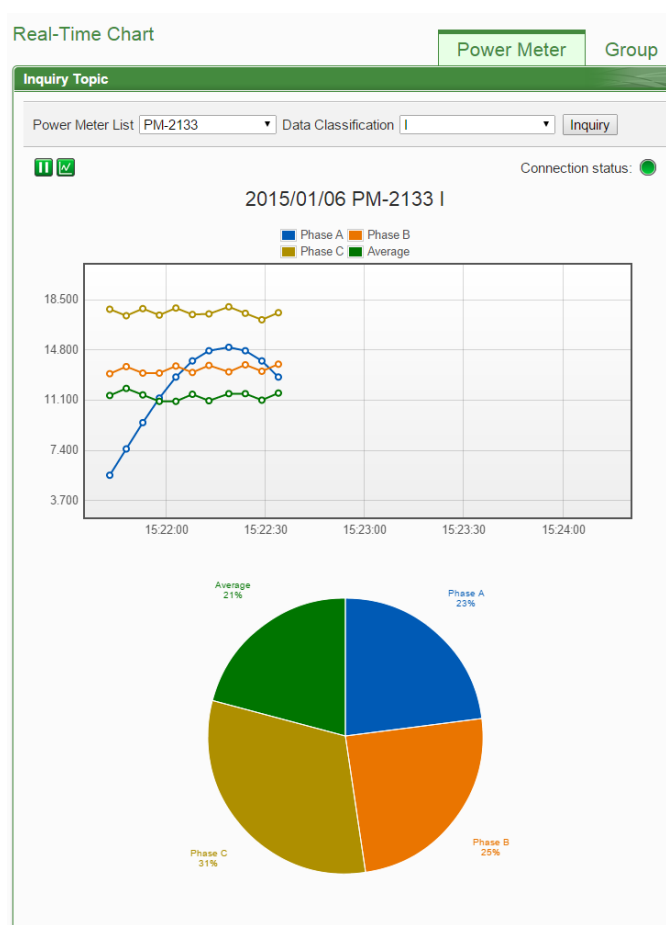 Real-Time Chart
Power Meter Group
Inquiry Topic
Power Meter List PM-2133 Data Classification I Inquiry
Connection status:
2015/01/06 PM-2133 I
Phase A Phase B
Phase C Average
18.500
14.800
11.100
7.400
3.700
15:22:00 15:22:30 15:23:00 15:23:30 15:24:00
Average
21%
Phase A
23%
Phase B
25%
Phase C
31%